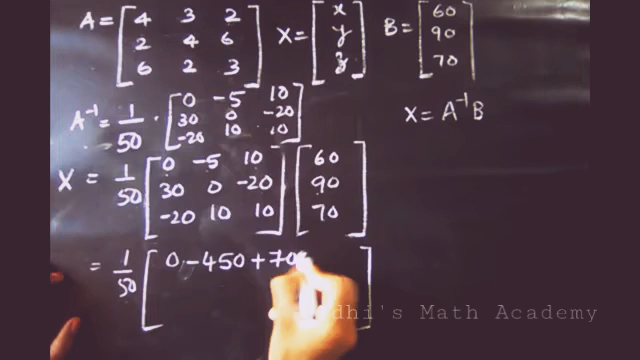 A = [ 4 3 2 X = [ x B = [ 60
2 4 6 y 90
6 2 3 ] z ] 70 ]
A⁻¹ = 1/50 · [ 0 -5 10
30 0 -20
-20 10 10 ]
X = A⁻¹B
X = 1/50 [ 0 -5 10 [ 60
30 0 -20 90
-20 10 10 ] 70 ]
= 1/50 [ 0 - 450 + 70
Math Academy